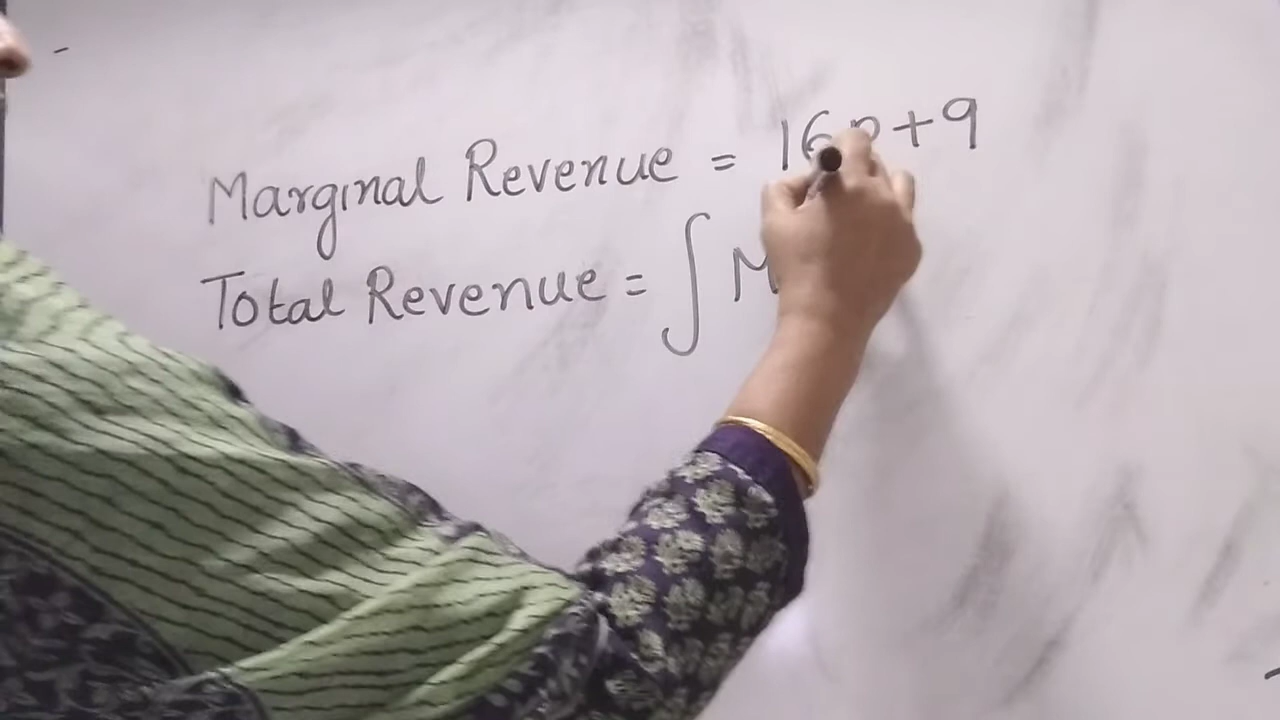 Marginal Revenue = 16 +9
Total Revenue = ∫ M